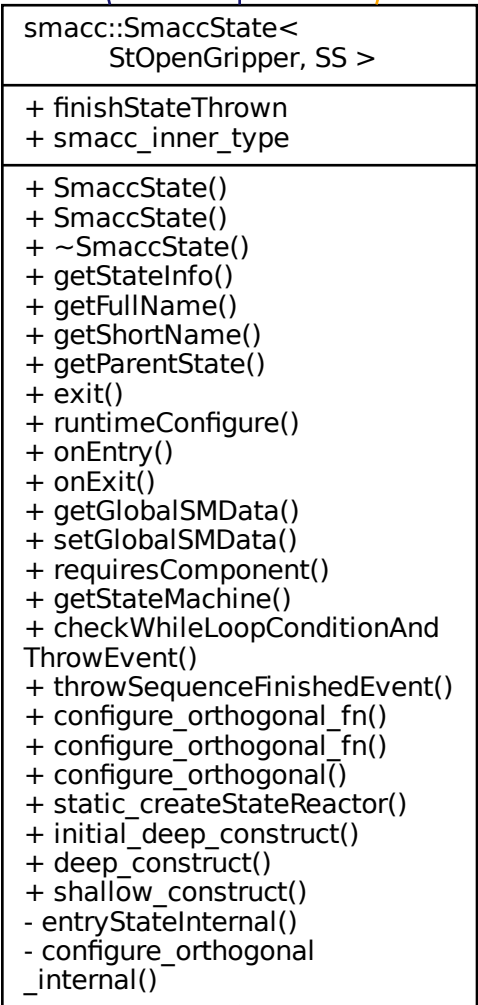 smacc::SmaccState<
StOpenGripper, SS >
+ finishStateThrown
+ smacc_inner_type
+ SmaccState()
+ SmaccState()
+ ~SmaccState()
+ getStateInfo()
+ getFullName()
+ getShortName()
+ getParentState()
+ exit()
+ runtimeConfigure()
+ onEntry()
+ onExit()
+ getGlobalSMData()
+ setGlobalSMData()
+ requiresComponent()
+ getStateMachine()
+ checkWhileLoopConditionAnd
ThrowEvent()
+ throwSequenceFinishedEvent()
+ configure_orthogonal_fn()
+ configure_orthogonal_fn()
+ configure_orthogonal()
+ static_createStateReactor()
+ initial_deep_construct()
+ deep_construct()
+ shallow_construct()
- entryStateInternal()
- configure_orthogonal
_internal()